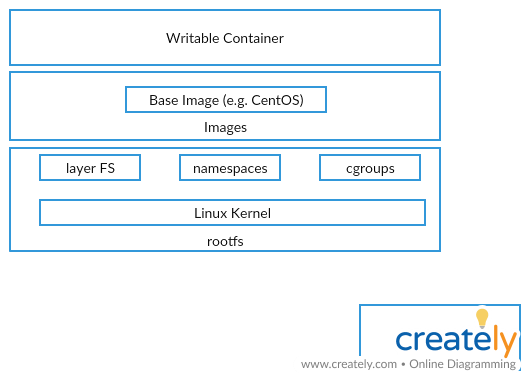 Writable Container
Base Image (e.g. CentOS)
Images
layer FS namespaces cgroups
Linux Kernel
rootfs
creately
www.creately.com • Online Diagramming